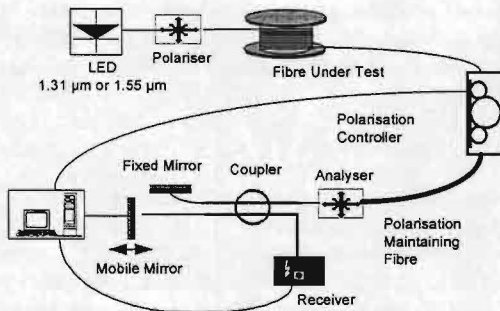 LED
1.31 µm or 1.55 µm
Polariser
Fibre Under Test
Polarisation
Controller
Fixed Mirror
Coupler
Analyser
Polarisation
Maintaining
Fibre
Mobile Mirror
Receiver